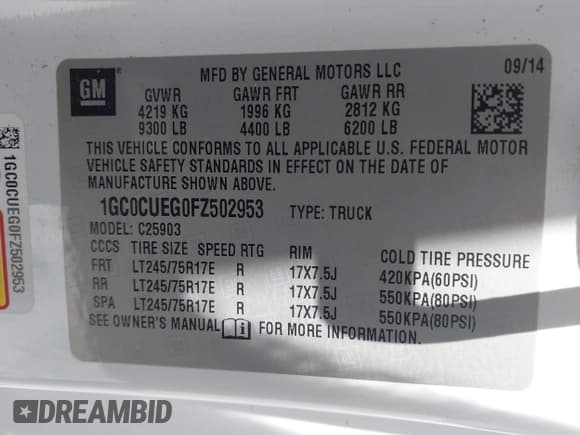 GM
MFD BY GENERAL MOTORS LLC 09/14
GVWR GAWR FRT GAWR RR
4219 KG 1996 KG 2812 KG
9300 LB 4400 LB 6200 LB
THIS VEHICLE CONFORMS TO ALL APPLICABLE U.S. FEDERAL MOTOR
VEHICLE SAFETY STANDARDS IN EFFECT ON THE DATE OF
MANUFACTURE SHOWN ABOVE.
1GC0CUEG0FZ502953 TYPE: TRUCK
MODEL: C25903
CCCS TIRE SIZE SPEED RTG RIM COLD TIRE PRESSURE
FRT LT245/75R17E R 17X7.5J 420KPA(60PSI)
RR LT245/75R17E R 17X7.5J 550KPA(80PSI)
SPA LT245/75R17E R 17X7.5J 550KPA(80PSI)
SEE OWNER'S MANUAL i FOR MORE INFORMATION.
1GC0CUEG0FZ502953
DREAMBID